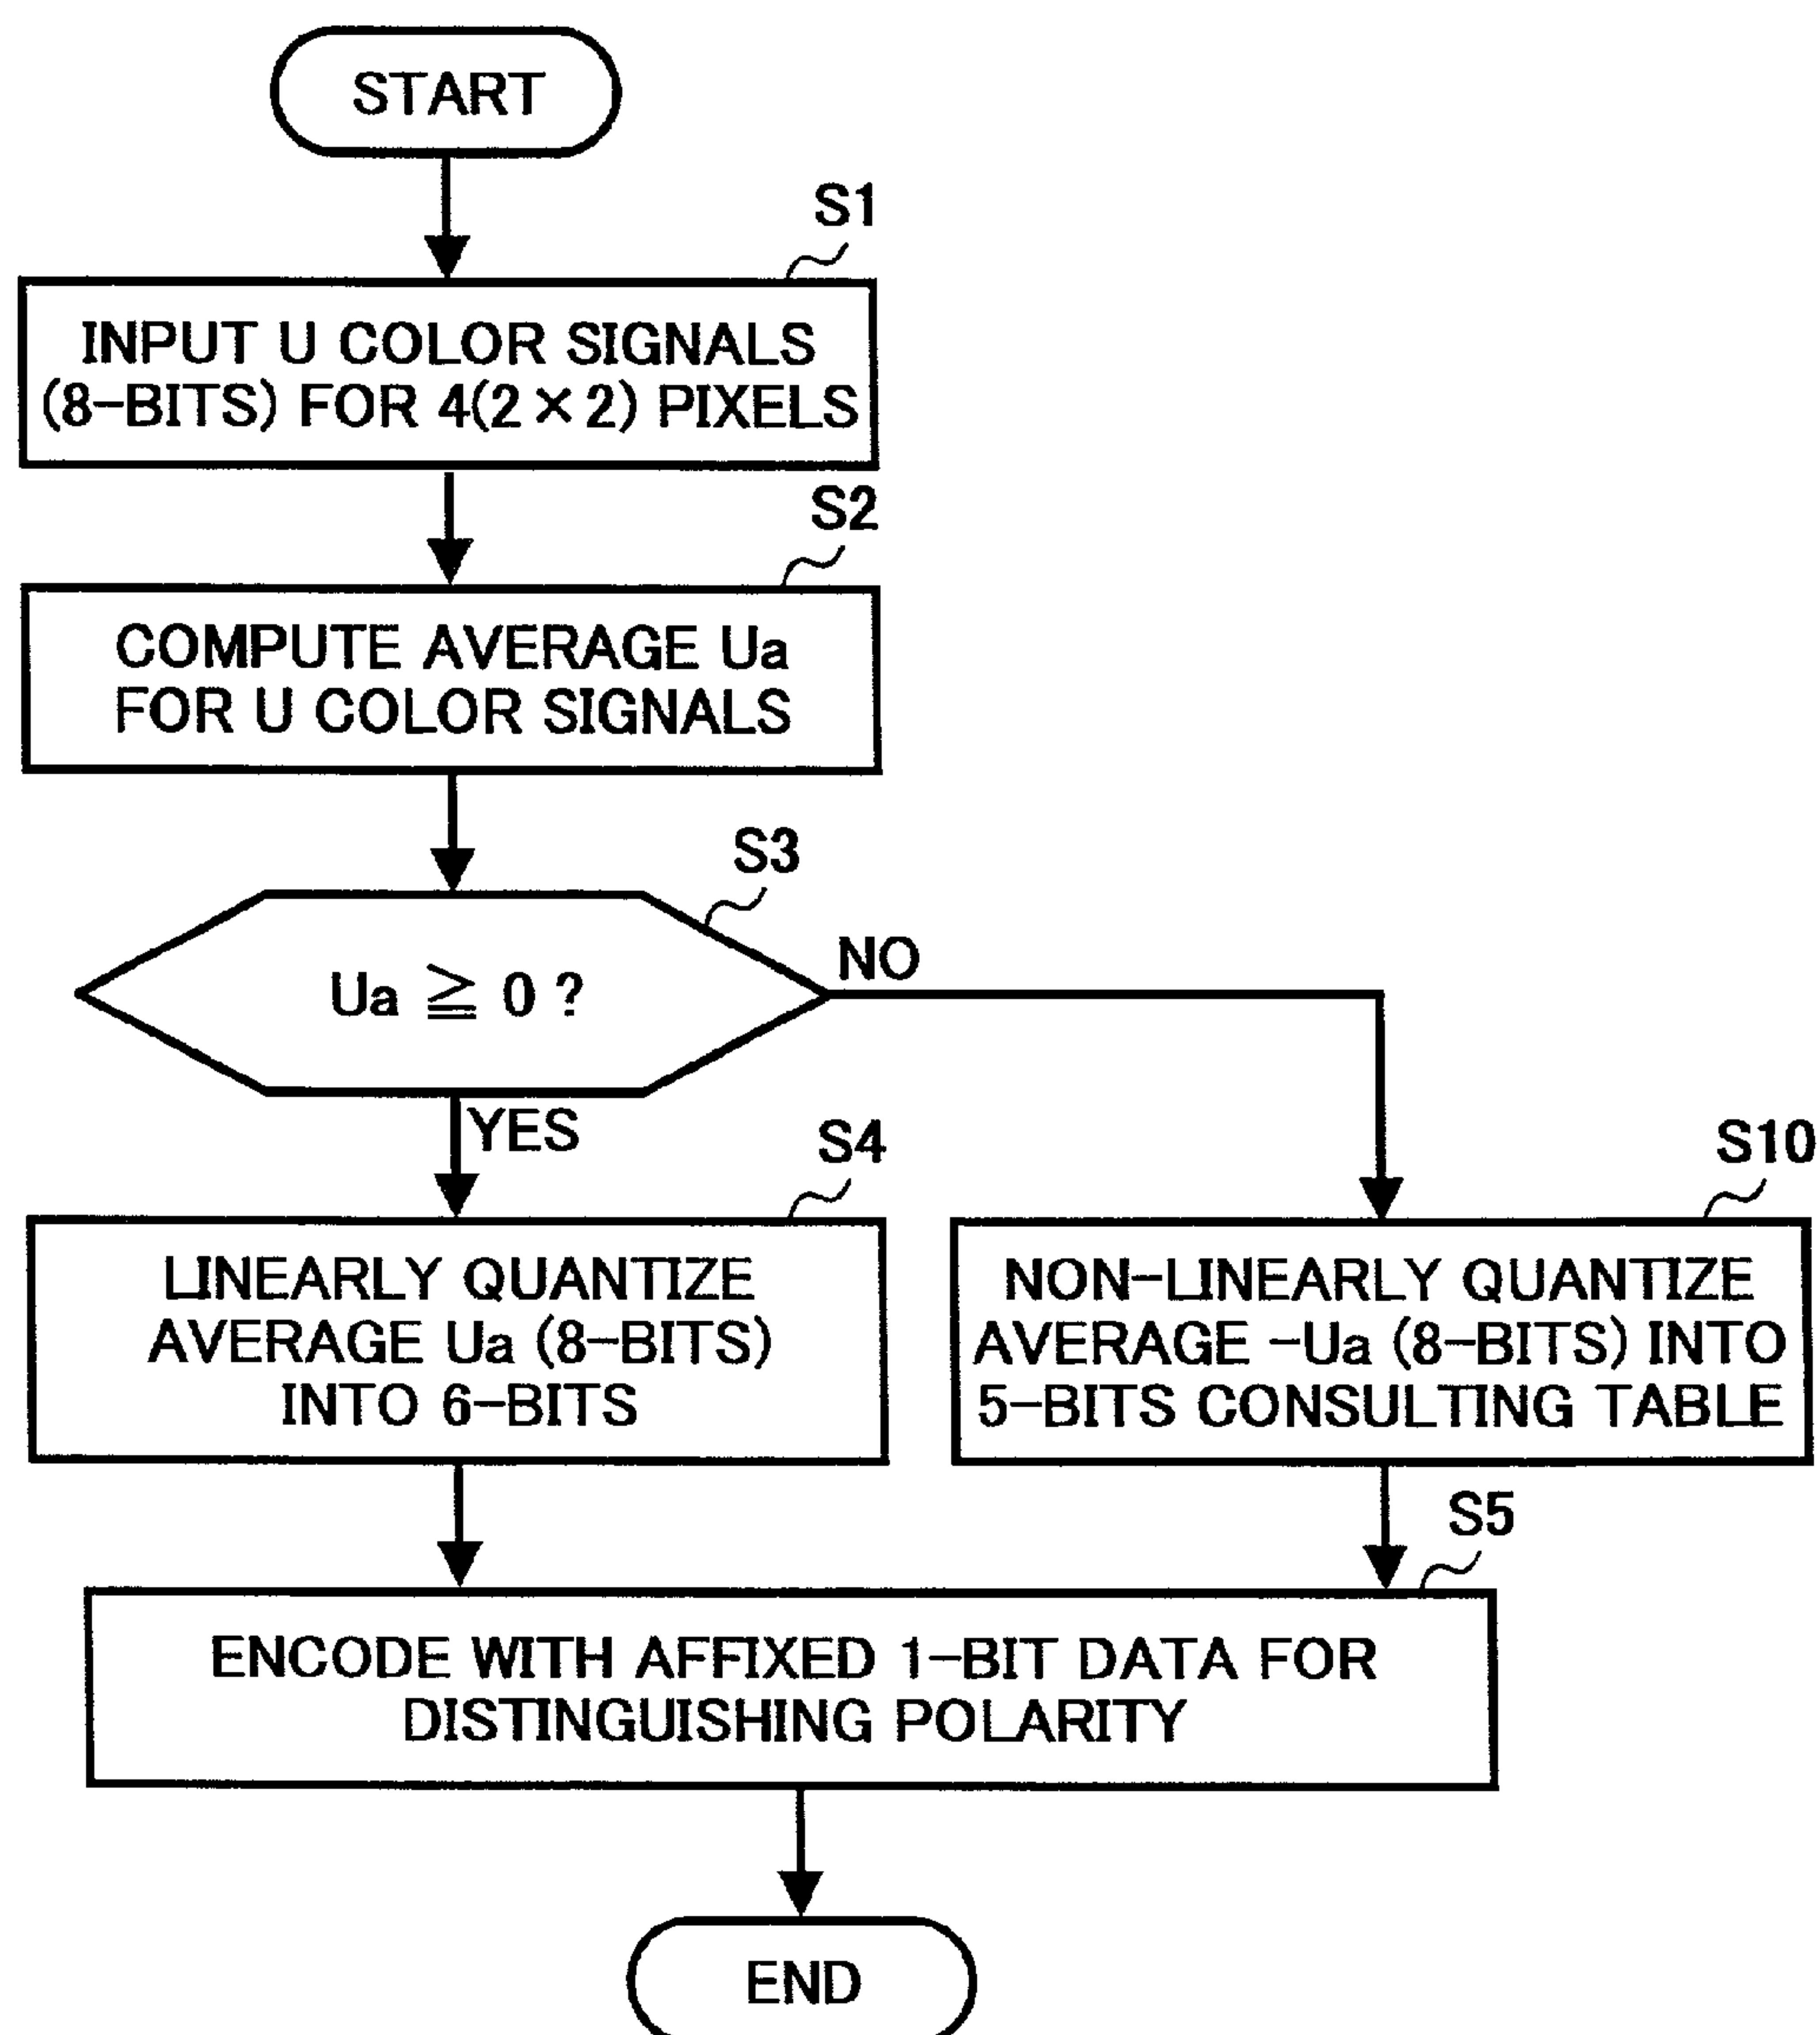 START
S1
INPUT U COLOR SIGNALS
(8-BITS) FOR 4(2×2) PIXELS
S2
COMPUTE AVERAGE Ua
FOR U COLOR SIGNALS
S3
Ua ≧ 0 ?
NO
YES
S4
LINEARLY QUANTIZE
AVERAGE Ua (8-BITS)
INTO 6-BITS
S10
NON-LINEARLY QUANTIZE
AVERAGE -Ua (8-BITS) INTO
5-BITS CONSULTING TABLE
S5
ENCODE WITH AFFIXED 1-BIT DATA FOR
DISTINGUISHING POLARITY
END